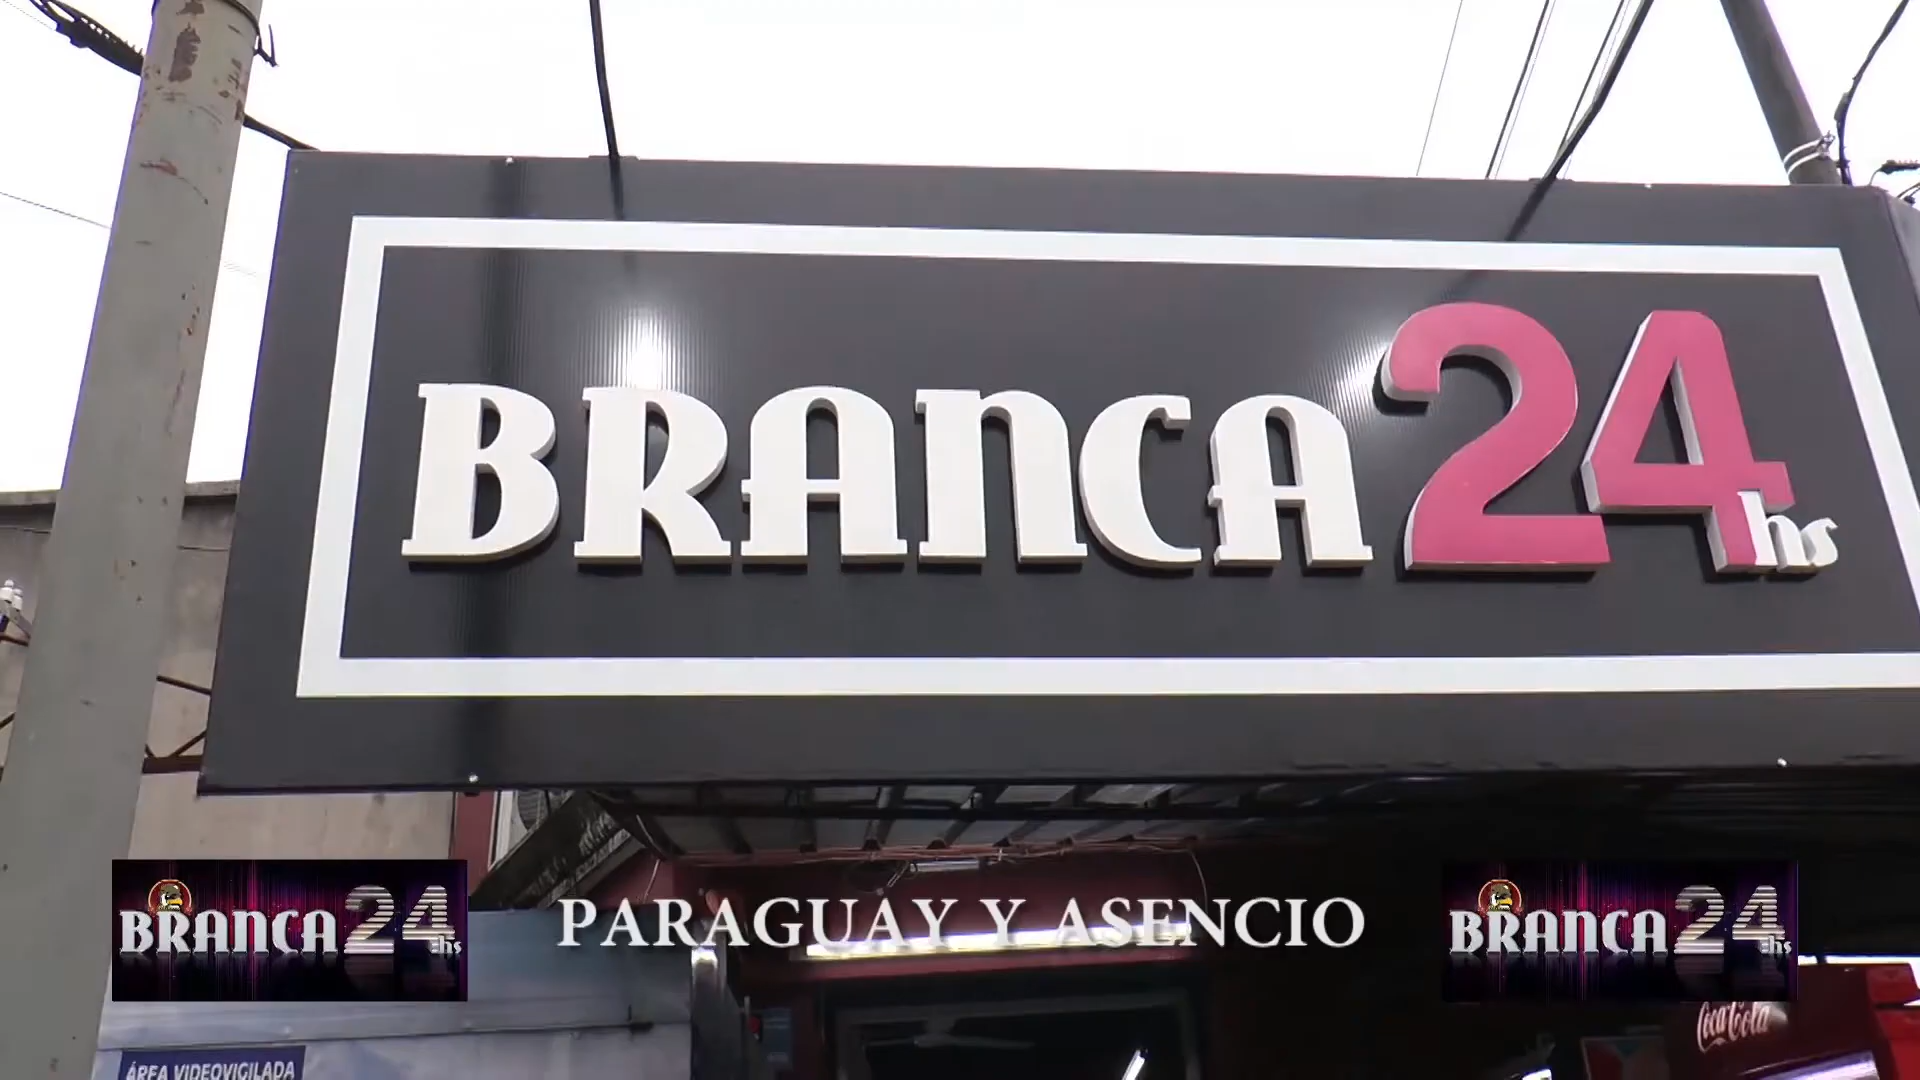 BRANCA 24 hs
BRANCA 24 hs
PARAGUAY Y ASENCIO
BRANCA 24 hs
Coca-Cola
ÁREA VIDEOVIGILADA